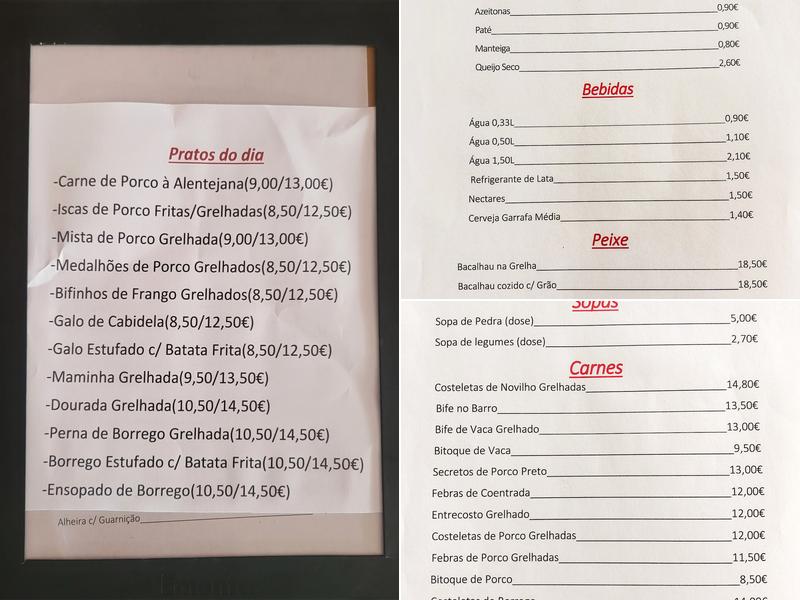 Pratos do dia
-Carne de Porco à Alentejana(9,00/13,00€)
-Iscas de Porco Fritas/Grelhadas(8,50/12,50€)
-Mista de Porco Grelhada(9,00/13,00€)
-Medalhões de Porco Grelhados(8,50/12,50€)
-Bifinhos de Frango Grelhados(8,50/12,50€)
-Galo de Cabidela(8,50/12,50€)
-Galo Estufado c/ Batata Frita(8,50/12,50€)
-Maminha Grelhada(9,50/13,50€)
-Dourada Grelhada(10,50/14,50€)
-Perna de Borrego Grelhada(10,50/14,50€)
-Borrego Estufado c/ Batata Frita(10,50/14,50€)
-Ensopado de Borrego(10,50/14,50€)
Alheira c/ Guarnição
Azeitonas 0,90€
Paté 0,90€
Manteiga 0,80€
Queijo Seco 2,60€
Bebidas
Água 0,33L 0,90€
Água 0,50L 1,10€
Água 1,50L 2,10€
Refrigerante de Lata 1,50€
Nectares 1,50€
Cerveja Garrafa Média 1,40€
Peixe
Bacalhau na Grelha 18,50€
Bacalhau cozido c/ Grão 18,50€
Sopas
Sopa de Pedra (dose) 5,00€
Sopa de legumes (dose) 2,70€
Carnes
Costeletas de Novilho Grelhadas 14,80€
Bife no Barro 13,50€
Bife de Vaca Grelhado 13,00€
Bitoque de Vaca 9,50€
Secretos de Porco Preto 13,00€
Febras de Coentrada 12,00€
Entrecosto Grelhado 12,00€
Costeletas de Porco Grelhadas 12,00€
Febras de Porco Grelhadas 11,50€
Bitoque de Porco 8,50€